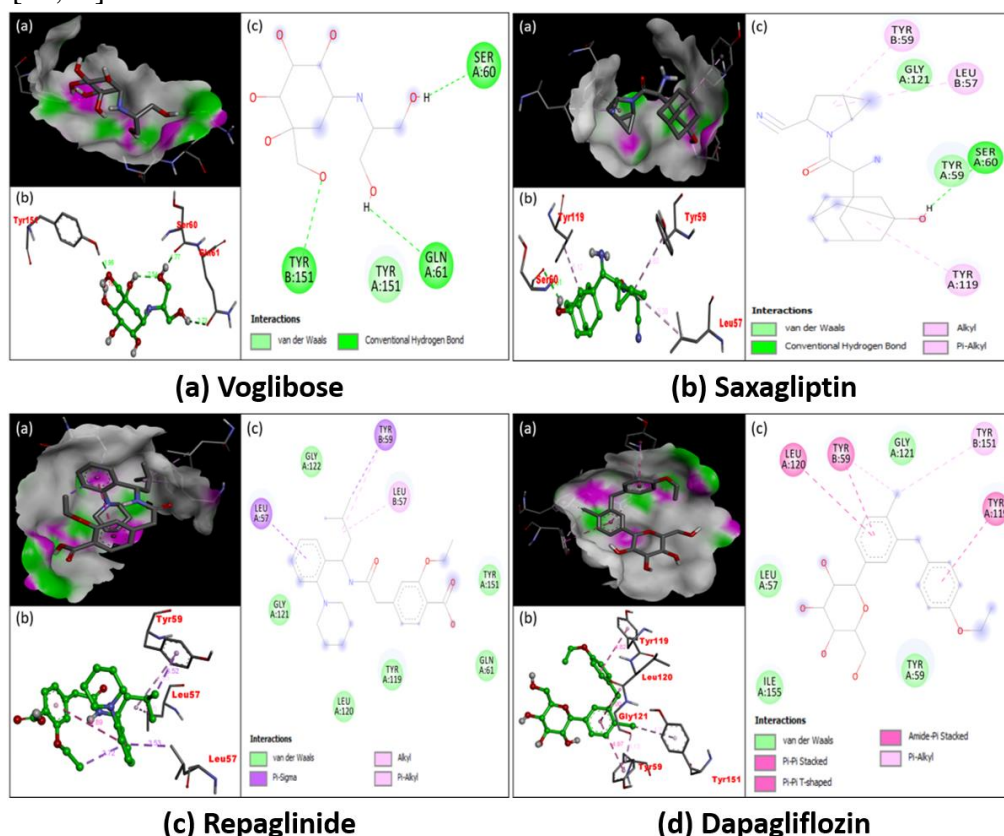 (a)
(c)
SER
A:60
TYR
B:151
TYR
A:151
GLN
A:61
O
O
O
O
O
O
O
N
H
H
(b)
Ser60
Interactions
van der Waals
Conventional Hydrogen Bond
(a) Voglibose
(a)
(c)
TYR
B:59
GLY
A:121
LEU
B:57
SER
A:60
TYR
A:59
TYR
A:119
N
N
N
O
O
H
(b)
Tyr119
Tyr59
Ser60
Leu57
Interactions
van der Waals
Conventional Hydrogen Bond
Alkyl
Pi-Alkyl
(b) Saxagliptin
(a)
(c)
TYR
B:59
GLY
A:122
LEU
B:57
LEU
A:57
TYR
A:151
GLY
A:121
TYR
A:119
GLN
A:61
LEU
A:120
N
N
O
O
O
O
(b)
Tyr59
Leu57
Leu57
Interactions
van der Waals
Pi-Sigma
Alkyl
Pi-Alkyl
(c) Repaglinide
(a)
(c)
LEU
A:120
TYR
B:59
GLY
A:121
TYR
B:151
TYR
A:119
LEU
A:57
TYR
A:59
ILE
A:155
O
O
O
O
O
O
(b)
Tyr119
Leu120
Gly121
Tyr59
Tyr151
Interactions
van der Waals
Pi-Pi Stacked
Pi-Pi T-shaped
Amide-Pi Stacked
Pi-Alkyl
(d) Dapagliflozin